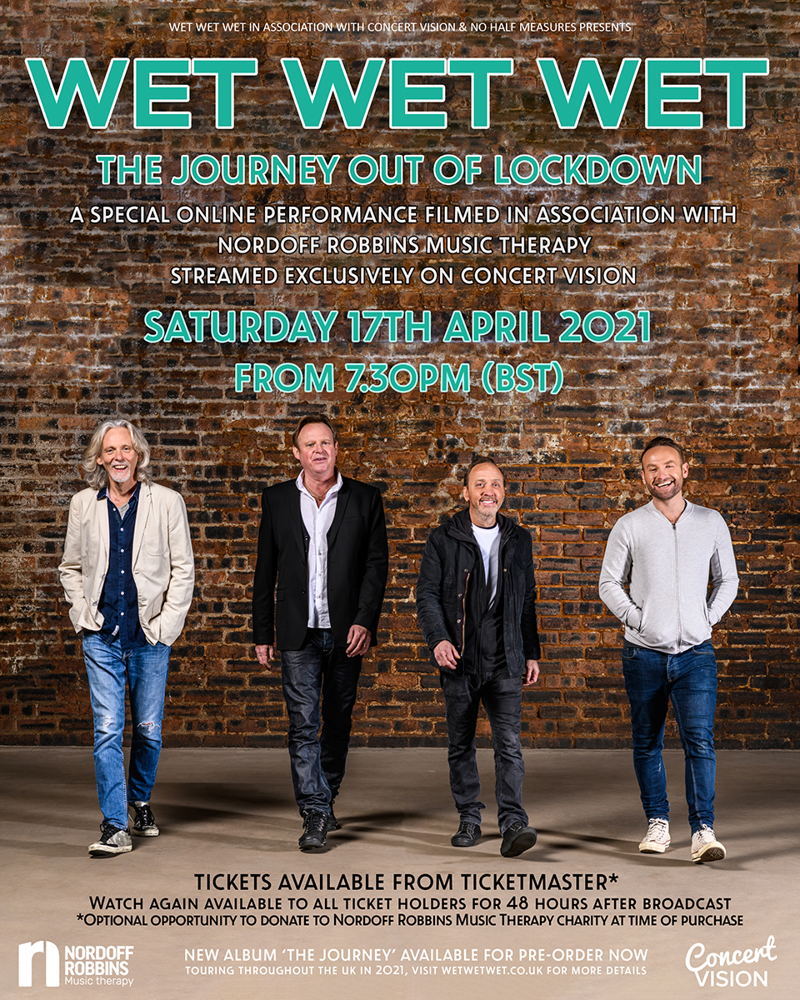 WET WET WET IN ASSOCIATION WITH CONCERT VISION & NO HALF MEASURES PRESENTS
WET WET WET
THE JOURNEY OUT OF LOCKDOWN
A SPECIAL ONLINE PERFORMANCE FILMED IN ASSOCIATION WITH
NORDOFF ROBBINS MUSIC THERAPY
STREAMED EXCLUSIVELY ON CONCERT VISION
SATURDAY 17TH APRIL 2021
FROM 7.30PM (BST)
TICKETS AVAILABLE FROM TICKETMASTER*
WATCH AGAIN AVAILABLE TO ALL TICKET HOLDERS FOR 48 HOURS AFTER BROADCAST
*OPTIONAL OPPORTUNITY TO DONATE TO NORDOFF ROBBINS MUSIC THERAPY CHARITY AT TIME OF PURCHASE
n NORDOFF
ROBBINS
Music therapy
NEW ALBUM ‘THE JOURNEY’ AVAILABLE FOR PRE-ORDER NOW
TOURING THROUGHOUT THE UK IN 2021, VISIT WETWETWET.CO.UK FOR MORE DETAILS
Concert
VISION